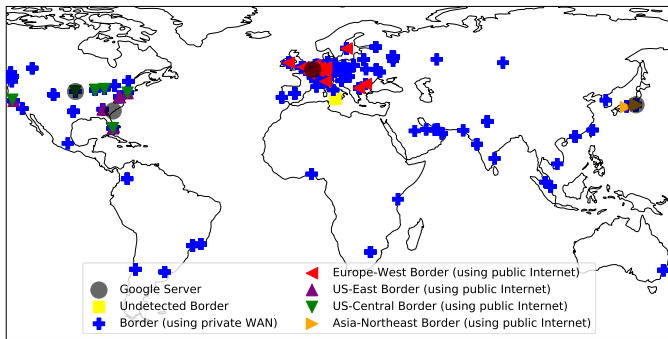 Google Server
Undetected Border
Border (using private WAN)
Europe-West Border (using public Internet)
US-East Border (using public Internet)
US-Central Border (using public Internet)
Asia-Northeast Border (using public Internet)